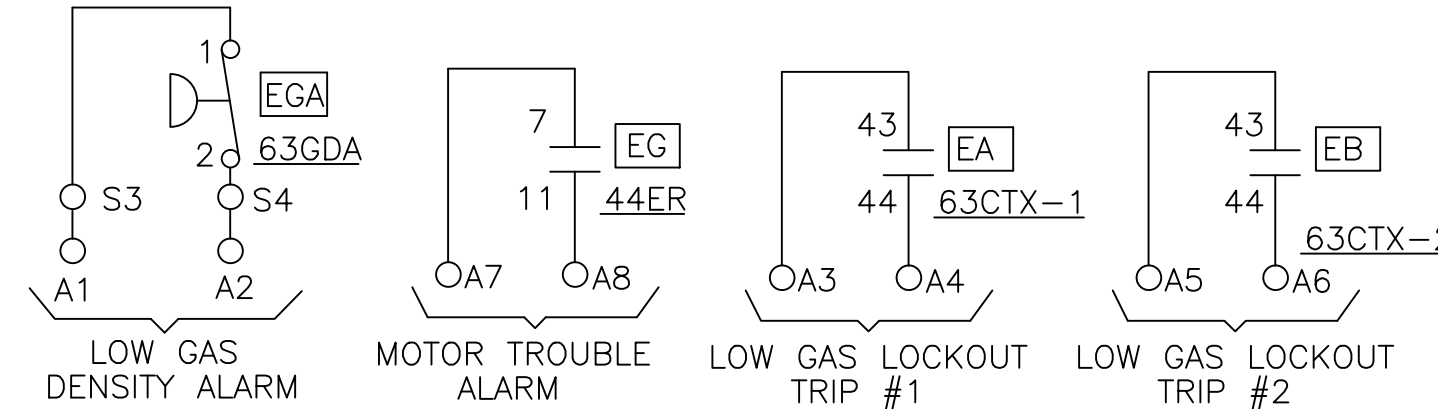 1
EGA
2
63GDA
S3
S4
A1
A2
LOW GAS
DENSITY ALARM
7
EG
11
44ER
A7
A8
MOTOR TROUBLE
ALARM
43
EA
44
63CTX-1
A3
A4
LOW GAS LOCKOUT
TRIP #1
43
EB
44
63CTX-2
A5
A6
LOW GAS LOCKOUT
TRIP #2